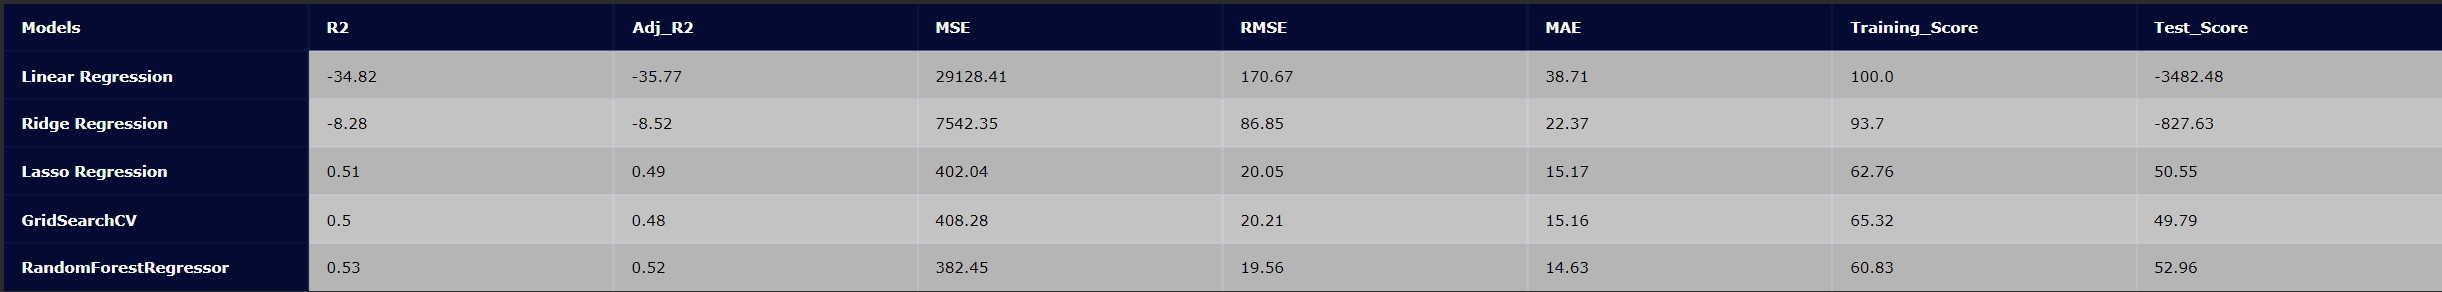 Models R2 Adj_R2 MSE RMSE MAE Training_Score Test_Score
Linear Regression -34.82 -35.77 29128.41 170.67 38.71 100.0 -3482.48
Ridge Regression -8.28 -8.52 7542.35 86.85 22.37 93.7 -827.63
Lasso Regression 0.51 0.49 402.04 20.05 15.17 62.76 50.55
GridSearchCV 0.5 0.48 408.28 20.21 15.16 65.32 49.79
RandomForestRegressor 0.53 0.52 382.45 19.56 14.63 60.83 52.96